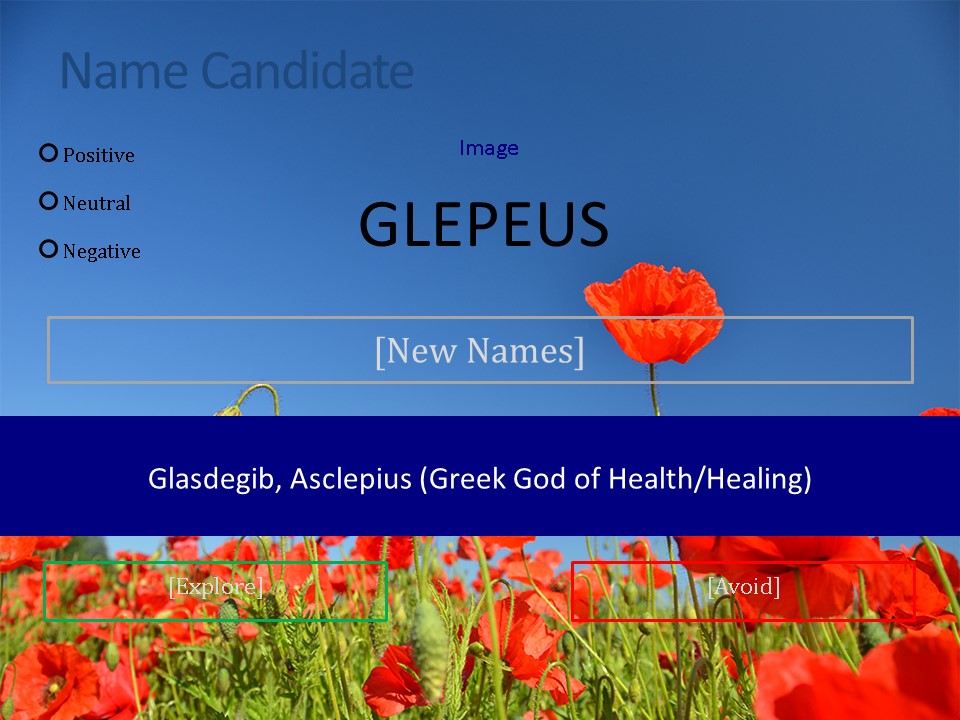 Name Candidate
Positive
Neutral
Negative
Image
GLEPEUS
[New Names]
Glasdegib, Asclepius (Greek God of Health/Healing)
[Explore]
[Avoid]